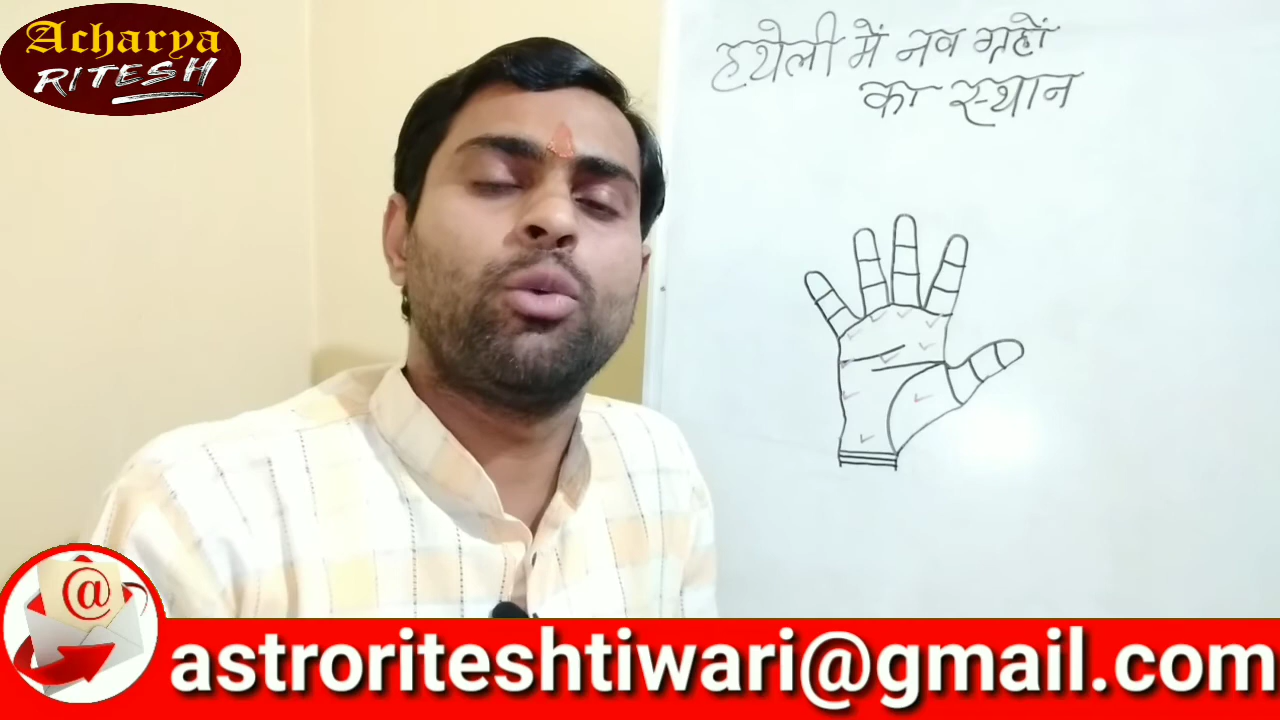 Acharya
RITESH
हथेली में नव ग्रहों
का स्थान
@
astroriteshtiwari@gmail.com